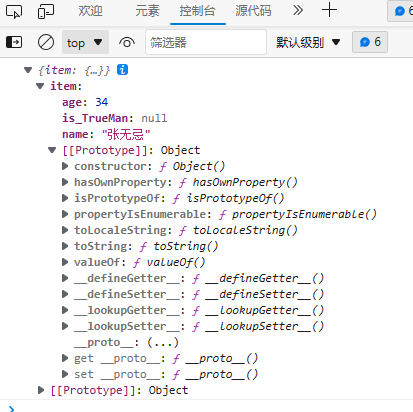 欢迎 元素 控制台 源代码 6
top 筛选器 默认级别 6
{item: {…}} i
item:
age: 34
is_TrueMan: null
name: "张无忌"
[[Prototype]]: Object
constructor: ƒ Object()
hasOwnProperty: ƒ hasOwnProperty()
isPrototypeOf: ƒ isPrototypeOf()
propertyIsEnumerable: ƒ propertyIsEnumerable()
toLocaleString: ƒ toLocaleString()
toString: ƒ toString()
valueOf: ƒ valueOf()
__defineGetter__: ƒ __defineGetter__()
__defineSetter__: ƒ __defineSetter__()
__lookupGetter__: ƒ __lookupGetter__()
__lookupSetter__: ƒ __lookupSetter__()
__proto__: (...)
get __proto__: ƒ __proto__()
set __proto__: ƒ __proto__()
[[Prototype]]: Object